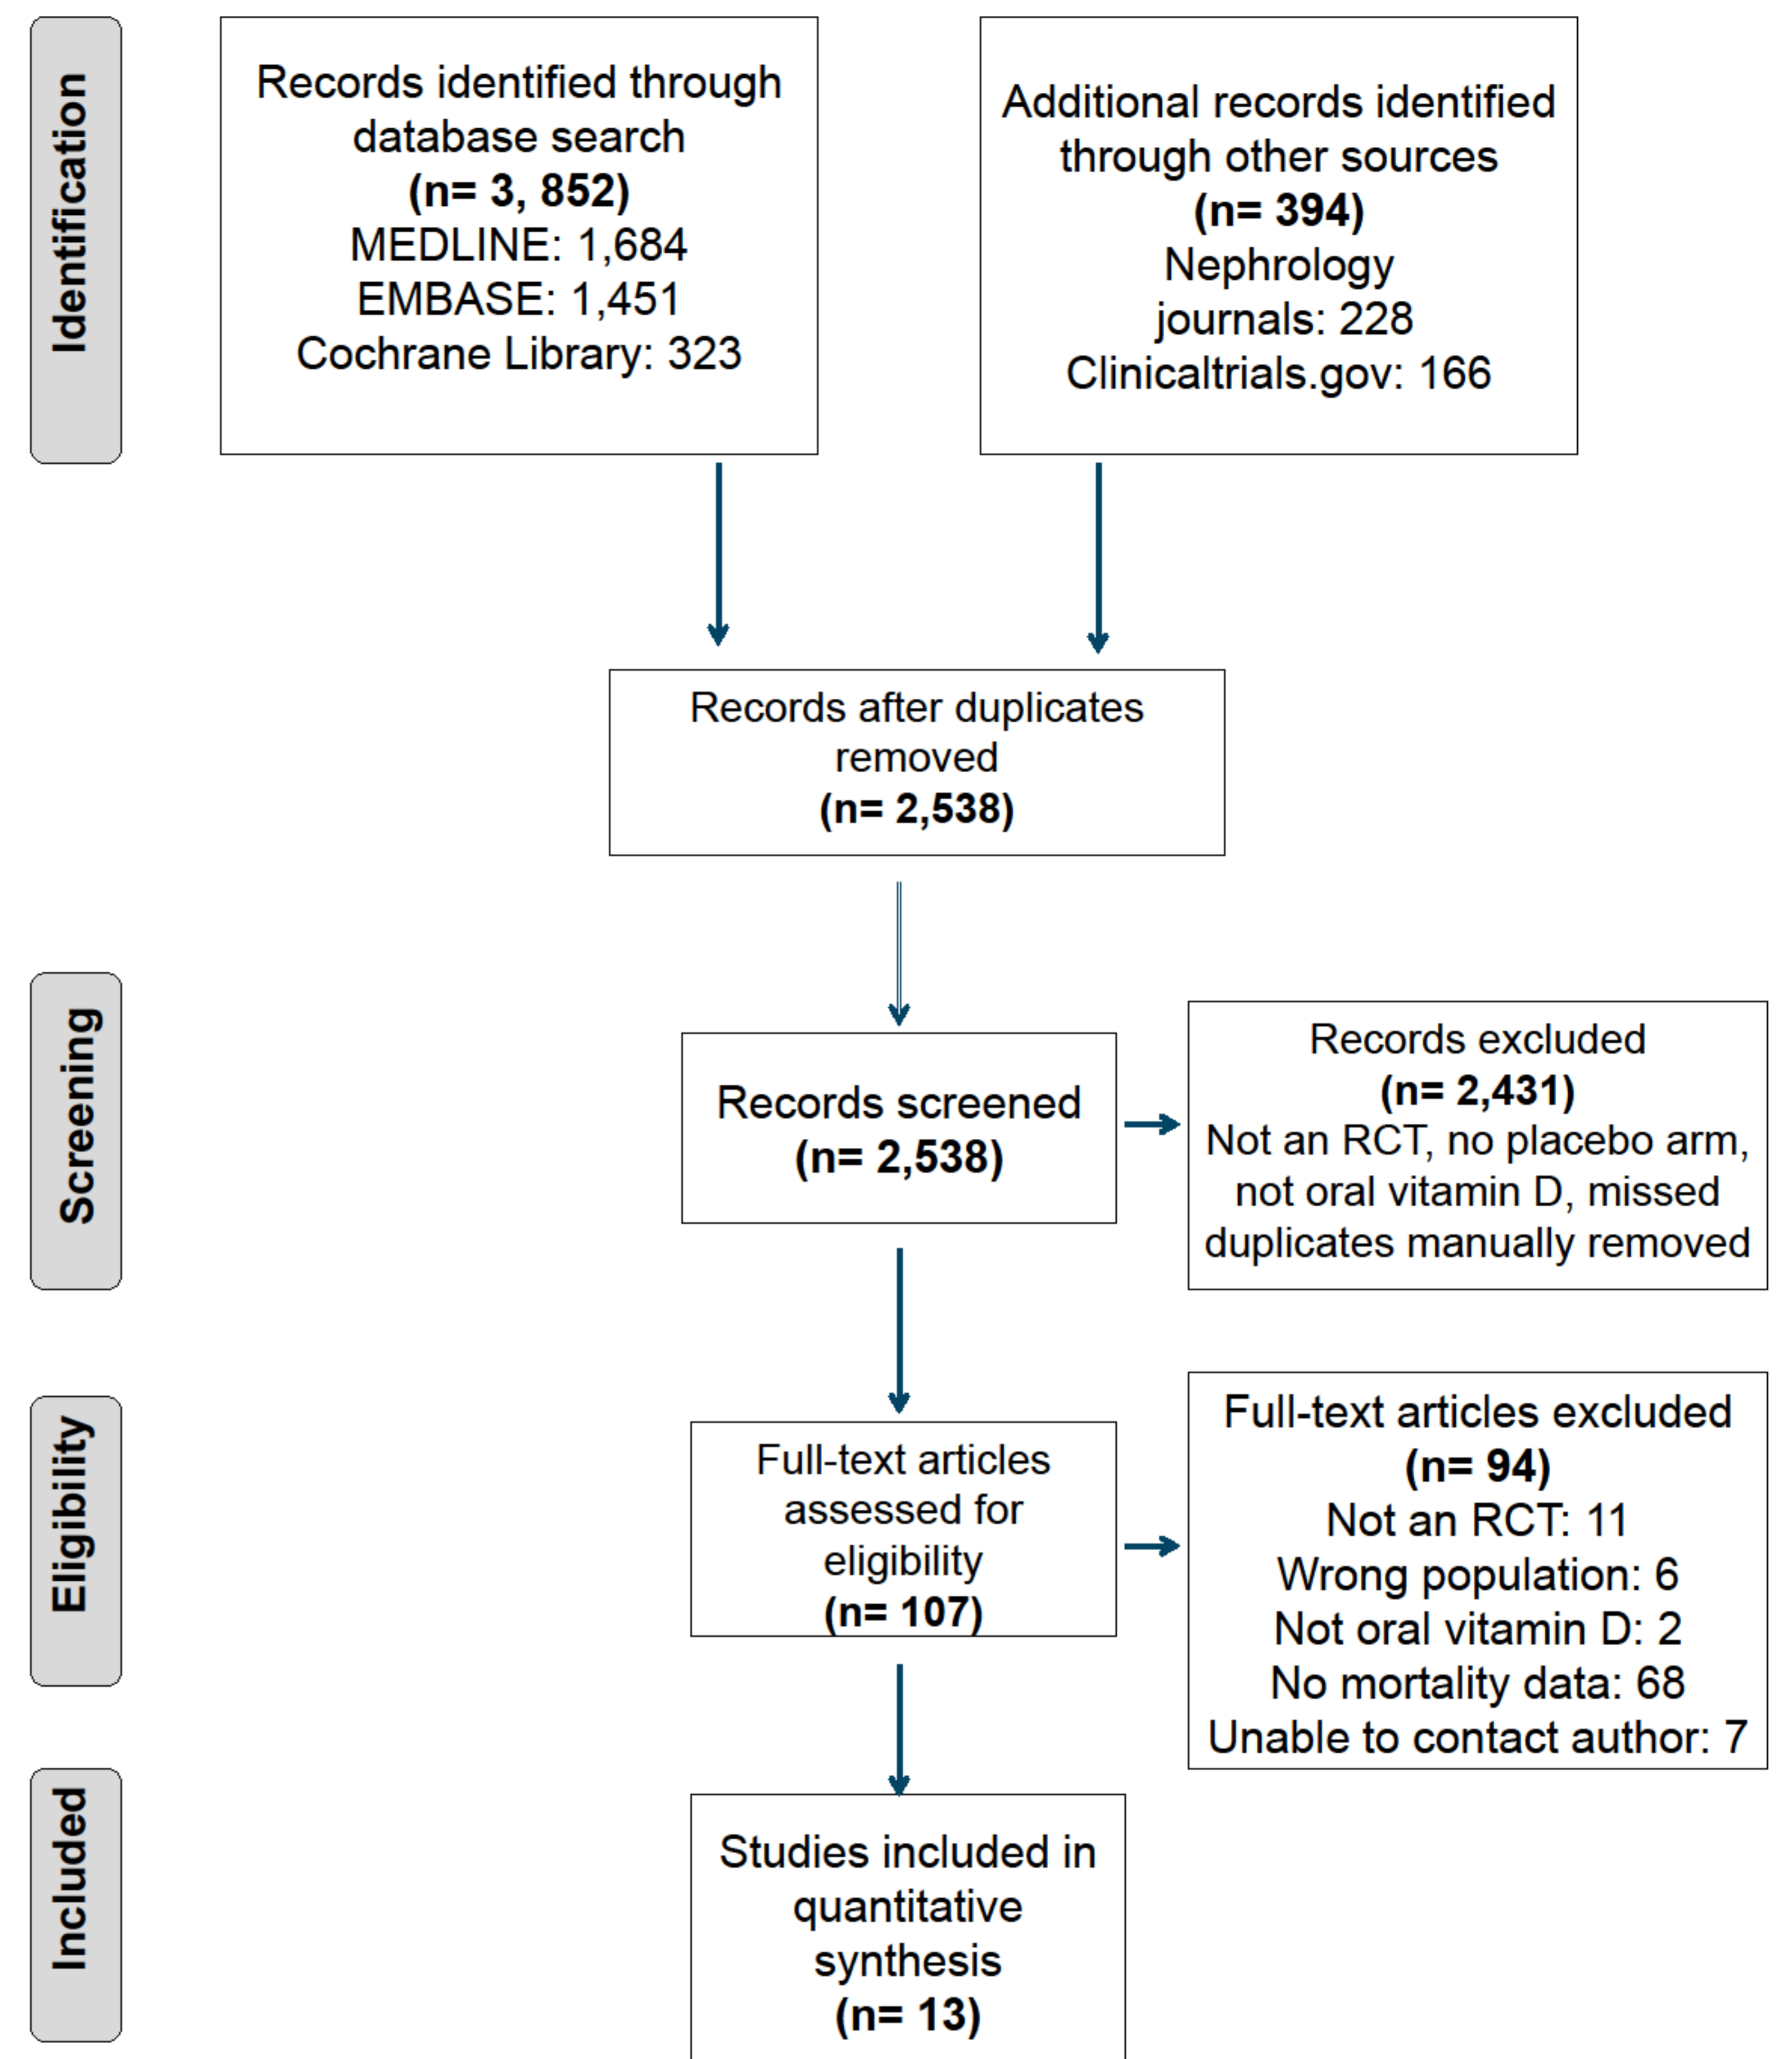 Identification
Records identified through
database search
(n= 3, 852)
MEDLINE: 1,684
EMBASE: 1,451
Cochrane Library: 323
Additional records identified
through other sources
(n= 394)
Nephrology
journals: 228
Clinicaltrials.gov: 166
Records after duplicates
removed
(n= 2,538)
Screening
Records screened
(n= 2,538)
Records excluded
(n= 2,431)
Not an RCT, no placebo arm,
not oral vitamin D, missed
duplicates manually removed
Eligibility
Full-text articles
assessed for
eligibility
(n= 107)
Full-text articles excluded
(n= 94)
Not an RCT: 11
Wrong population: 6
Not oral vitamin D: 2
No mortality data: 68
Unable to contact author: 7
Included
Studies included in
quantitative
synthesis
(n= 13)